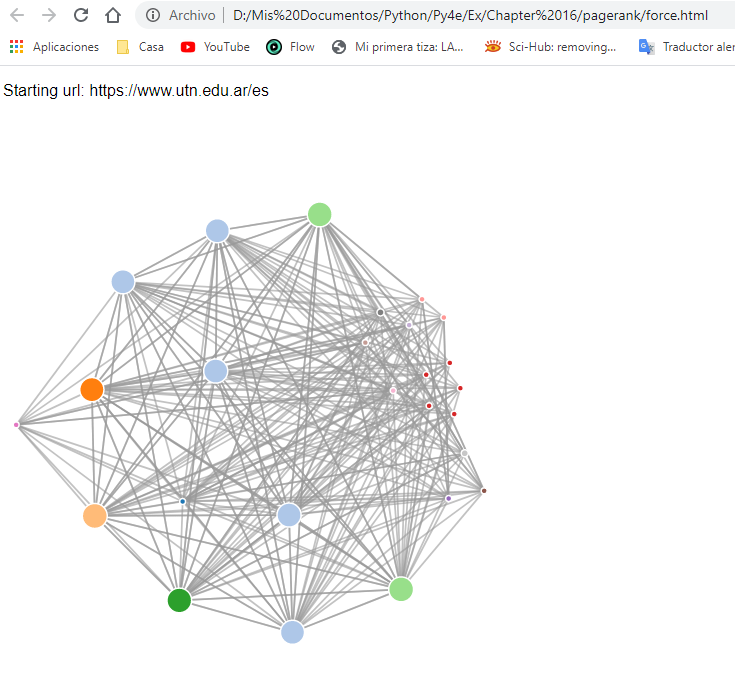 Archivo D:/Mis%20Documentos/Python/Py4e/Ex/Chapter%2016/pagerank/force.html
Aplicaciones Casa YouTube Flow Mi primera tiza: LA... Sci-Hub: removing... Traductor aler
Starting url: https://www.utn.edu.ar/es